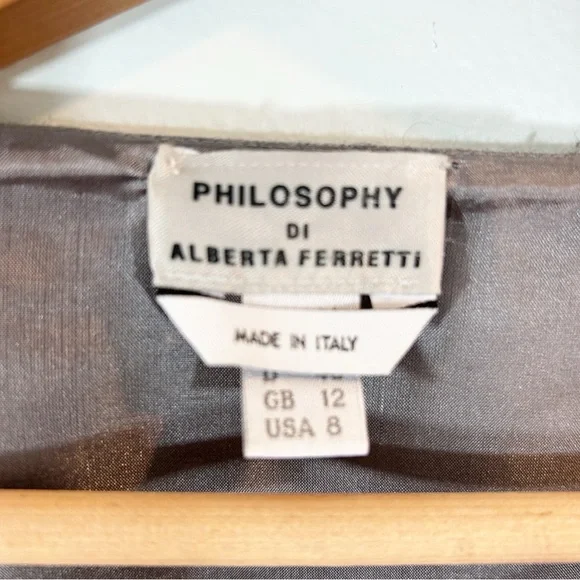 PHILOSOPHY
DI
ALBERTA FERRETTI
MADE IN ITALY
GB 12
USA 8